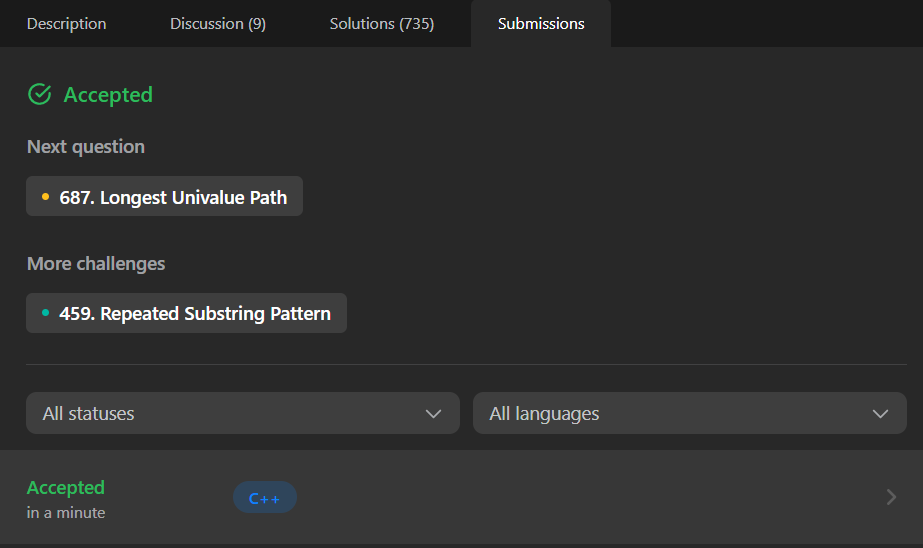 Description Discussion (9) Solutions (735) Submissions
Accepted
Next question
687. Longest Univalue Path
More challenges
459. Repeated Substring Pattern
All statuses All languages
Accepted C++
in a minute